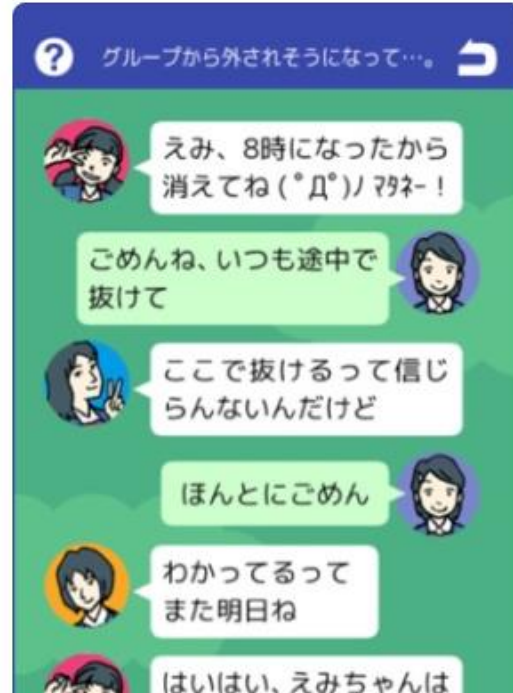 ?
グループから外されそうになって…。
えみ、8時になったから
消えてね(°Д°)ノ ﾏﾀﾈｰ！
ごめんね、いつも途中で
抜けて
ここで抜けるって信じ
らんないんだけど
ほんとにごめん
わかってるって
また明日ね
はいはい、えみちゃんは